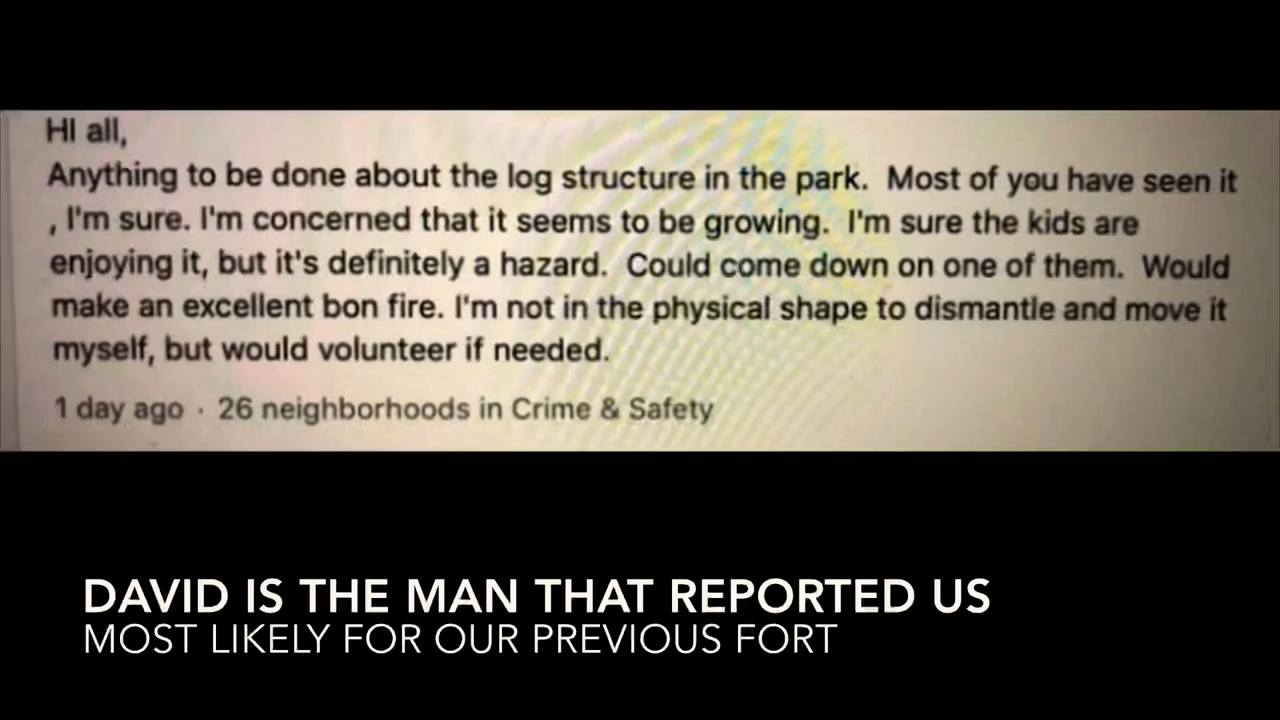 HI all,
Anything to be done about the log structure in the park.  Most of you have seen it
, I'm sure. I'm concerned that it seems to be growing.  I'm sure the kids are
enjoying it, but it's definitely a hazard.  Could come down on one of them.  Would
make an excellent bon fire. I'm not in the physical shape to dismantle and move it
myself, but would volunteer if needed.
1 day ago · 26 neighborhoods in Crime & Safety
DAVID IS THE MAN THAT REPORTED US
MOST LIKELY FOR OUR PREVIOUS FORT